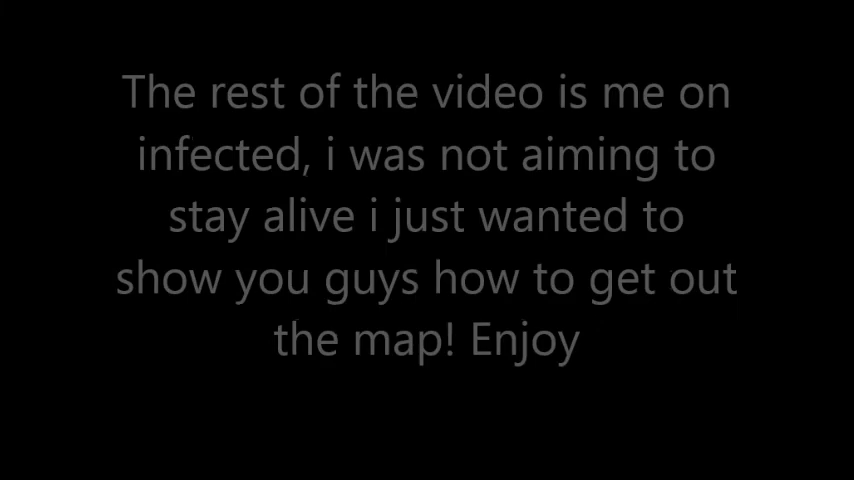 The rest of the video is me on
infected, i was not aiming to
stay alive i just wanted to
show you guys how to get out
the map! Enjoy